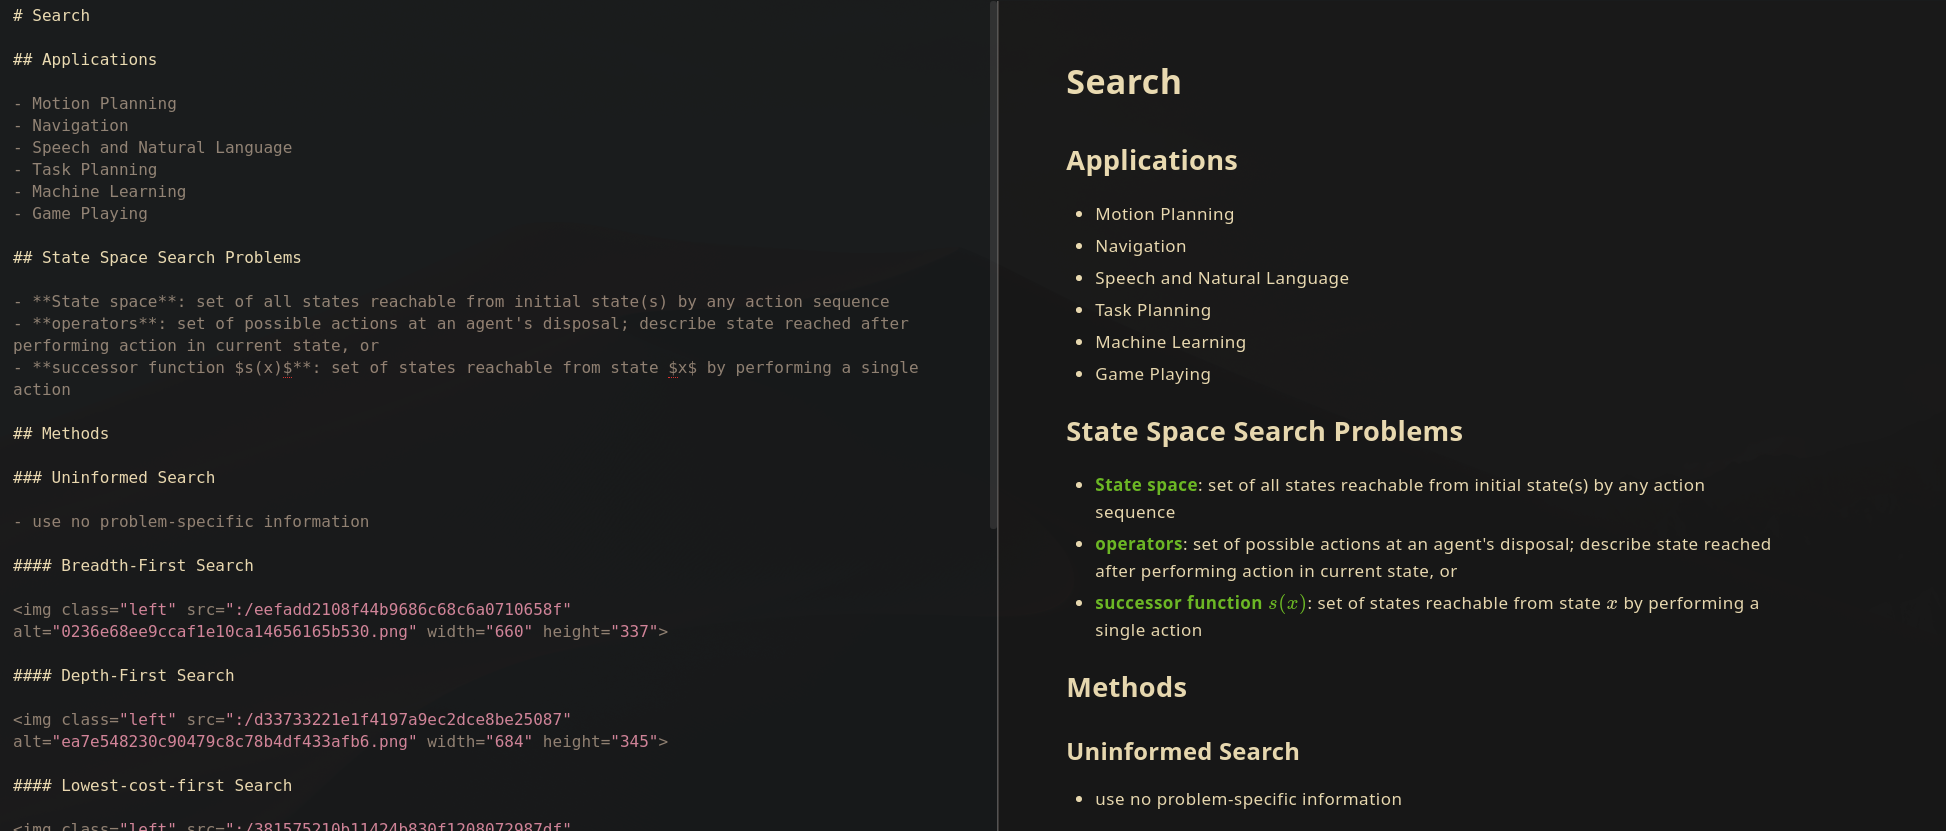 # Search
## Applications
- Motion Planning
- Navigation
- Speech and Natural Language
- Task Planning
- Machine Learning
- Game Playing
## State Space Search Problems
- **State space**: set of all states reachable from initial state(s) by any action sequence
- **operators**: set of possible actions at an agent's disposal; describe state reached after
performing action in current state, or
- **successor function $s(x)$**: set of states reachable from state $x$ by performing a single
action
## Methods
### Uninformed Search
- use no problem-specific information
#### Breadth-First Search
<img class="left" src=":/eefadd2108f44b9686c68c6a0710658f"
alt="0236e68ee9ccaf1e10ca14656165b530.png" width="660" height="337">
#### Depth-First Search
<img class="left" src=":/d33733221e1f4197a9ec2dce8be25087"
alt="ea7e548230c90479c8c78b4df433afb6.png" width="684" height="345">
#### Lowest-cost-first Search
<img class="left" src=":/381575210b11424b830f1208072987df"
Search
Applications
• Motion Planning
• Navigation
• Speech and Natural Language
• Task Planning
• Machine Learning
• Game Playing
State Space Search Problems
• State space: set of all states reachable from initial state(s) by any action
sequence
• operators: set of possible actions at an agent's disposal; describe state reached
after performing action in current state, or
• successor function s(x): set of states reachable from state x by performing a
single action
Methods
Uninformed Search
• use no problem-specific information